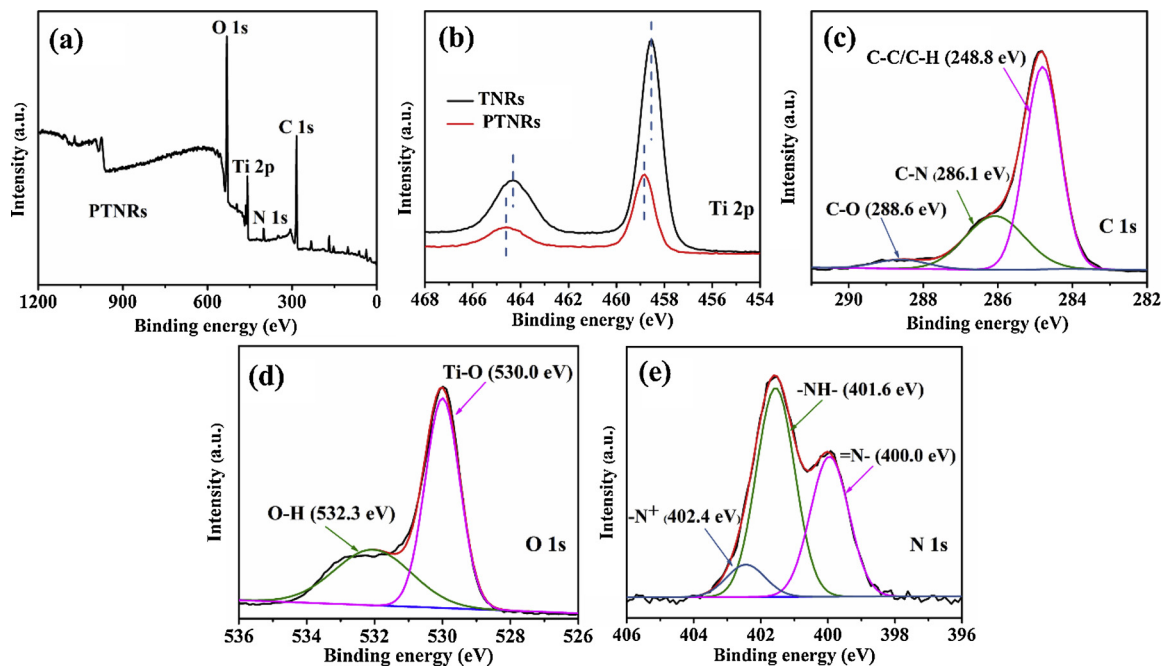 (a)
O 1s
C 1s
Ti 2p
N 1s
PTNRs
Intensity (a.u.)
1200 900 600 300 0
Binding energy (eV)
(b)
TNRs
PTNRs
Ti 2p
Intensity (a.u.)
468 466 464 462 460 458 456 454
Binding energy (eV)
(c)
C-C/C-H (248.8 eV)
C-N (286.1 eV)
C-O (288.6 eV)
C 1s
Intensity (a.u.)
290 288 286 284 282
Binding energy (eV)
(d)
Ti-O (530.0 eV)
O-H (532.3 eV)
O 1s
Intensity (a.u.)
536 534 532 530 528 526
Binding energy (eV)
(e)
-NH- (401.6 eV)
=N- (400.0 eV)
-N⁺ (402.4 eV)
N 1s
Intensity (a.u.)
406 404 402 400 398 396
Binding energy (eV)